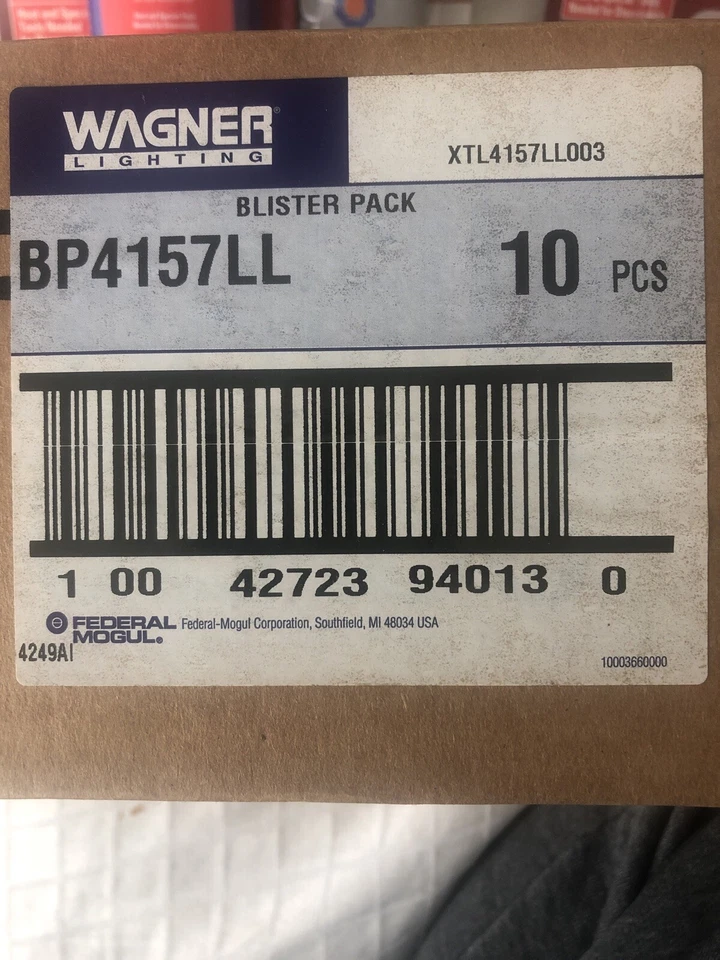 WAGNER®
LIGHTING
XTL4157LL003
BLISTER PACK
BP4157LL
10 PCS
1 00 42723 94013 0
FEDERAL
MOGUL®
Federal-Mogul Corporation, Southfield, MI 48034 USA
4249AI
10003660000